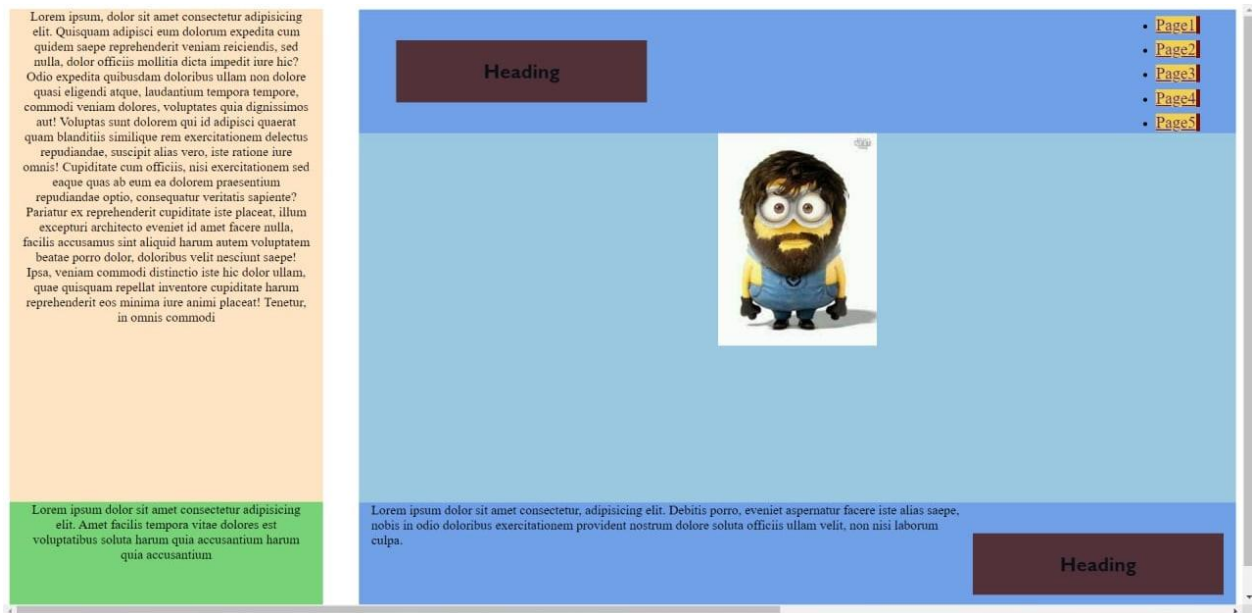 Lorem ipsum, dolor sit amet consectetur adipisicing
elit. Quisquam adipisci eum dolorum expedita cum
quidem saepe reprehenderit veniam reiciendis, sed
nulla, dolor officiis mollitia dicta impedit iure hic?
Odio expedita quibusdam doloribus ullam non dolore
quasi eligendi atque, laudantium tempora tempore,
commodi veniam dolores, voluptates quia dignissimos
aut! Voluptas sunt dolorem qui id adipisci quaerat
quam blanditiis similique rem exercitationem delectus
repudiandae, suscipit alias vero, iste ratione iure
omnis! Cupiditate cum officiis, nisi exercitationem sed
eaque quas ab eum ea dolorem praesentium
repudiandae optio, consequatur veritatis sapiente?
Pariatur ex reprehenderit cupiditate iste placeat, illum
excepturi architecto eveniet id amet facere nulla,
facilis accusamus sint aliquid harum autem voluptatem
beatae porro dolor, doloribus velit nesciunt saepe!
Ipsa, veniam commodi distinctio iste hic dolor ullam,
quae quisquam repellat inventore cupiditate harum
reprehenderit eos minima iure animi placeat! Tenetur,
in omnis commodi
Lorem ipsum dolor sit amet consectetur adipisicing
elit. Amet facilis tempora vitae dolores est
voluptatibus soluta harum quia accusantium harum
quia accusantium
Heading
Page1
Page2
Page3
Page4
Page5
Lorem ipsum dolor sit amet consectetur, adipisicing elit. Debitis porro, eveniet aspernatur facere iste alias saepe,
nobis in odio doloribus exercitationem provident nostrum dolore soluta officiis ullam velit, non nisi laborum
culpa.
Heading